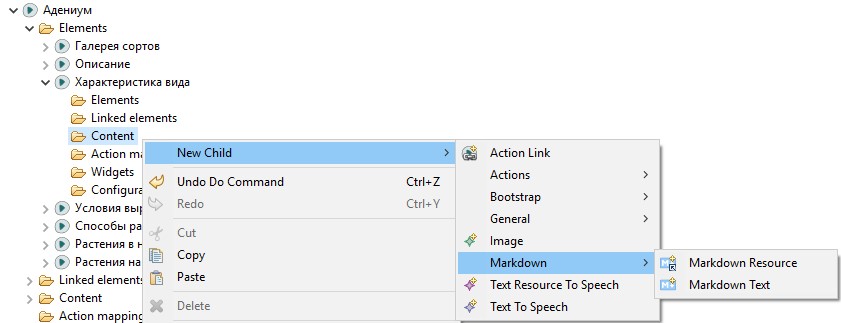 Адениум
Elements
Галерея сортов
Описание
Характеристика вида
Elements
Linked elements
Content
New Child
Action Link
Action ma
Undo Do Command Ctrl+Z
Actions
Widgets
Bootstrap
Configura
Redo Ctrl+Y
General
Условия выр
Cut
Способы ра
Image
Copy
Растения в н
Markdown
Markdown Resource
Растения на
Paste
Text Resource To Speech
Markdown Text
Linked elements
Content
Delete
Text To Speech
Action mapping